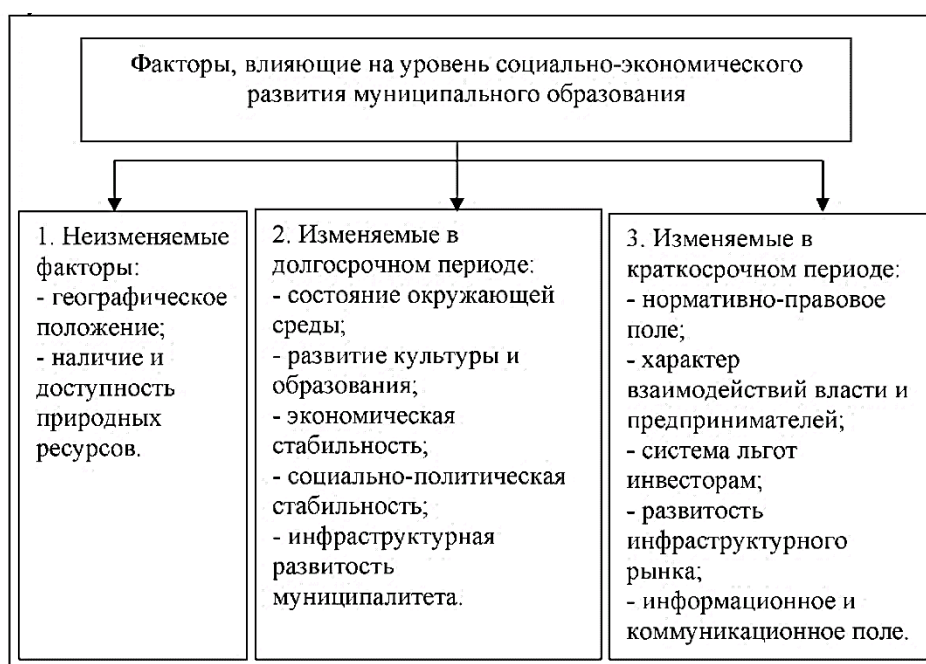 Факторы, влияющие на уровень социально-экономического
развития муниципального образования
1. Неизменяемые
факторы:
- географическое
положение;
- наличие и
доступность
природных
ресурсов.
2. Изменяемые в
долгосрочном периоде:
- состояние окружающей
среды;
- развитие культуры и
образования;
- экономическая
стабильность;
- социально-политическая
стабильность;
- инфраструктурная
развитость
муниципалитета.
3. Изменяемые в
краткосрочном периоде:
- нормативно-правовое
поле;
- характер
взаимодействий власти и
предпринимателей;
- система льгот
инвесторам;
- развитость
инфраструктурного
рынка;
- информационное и
коммуникационное поле.